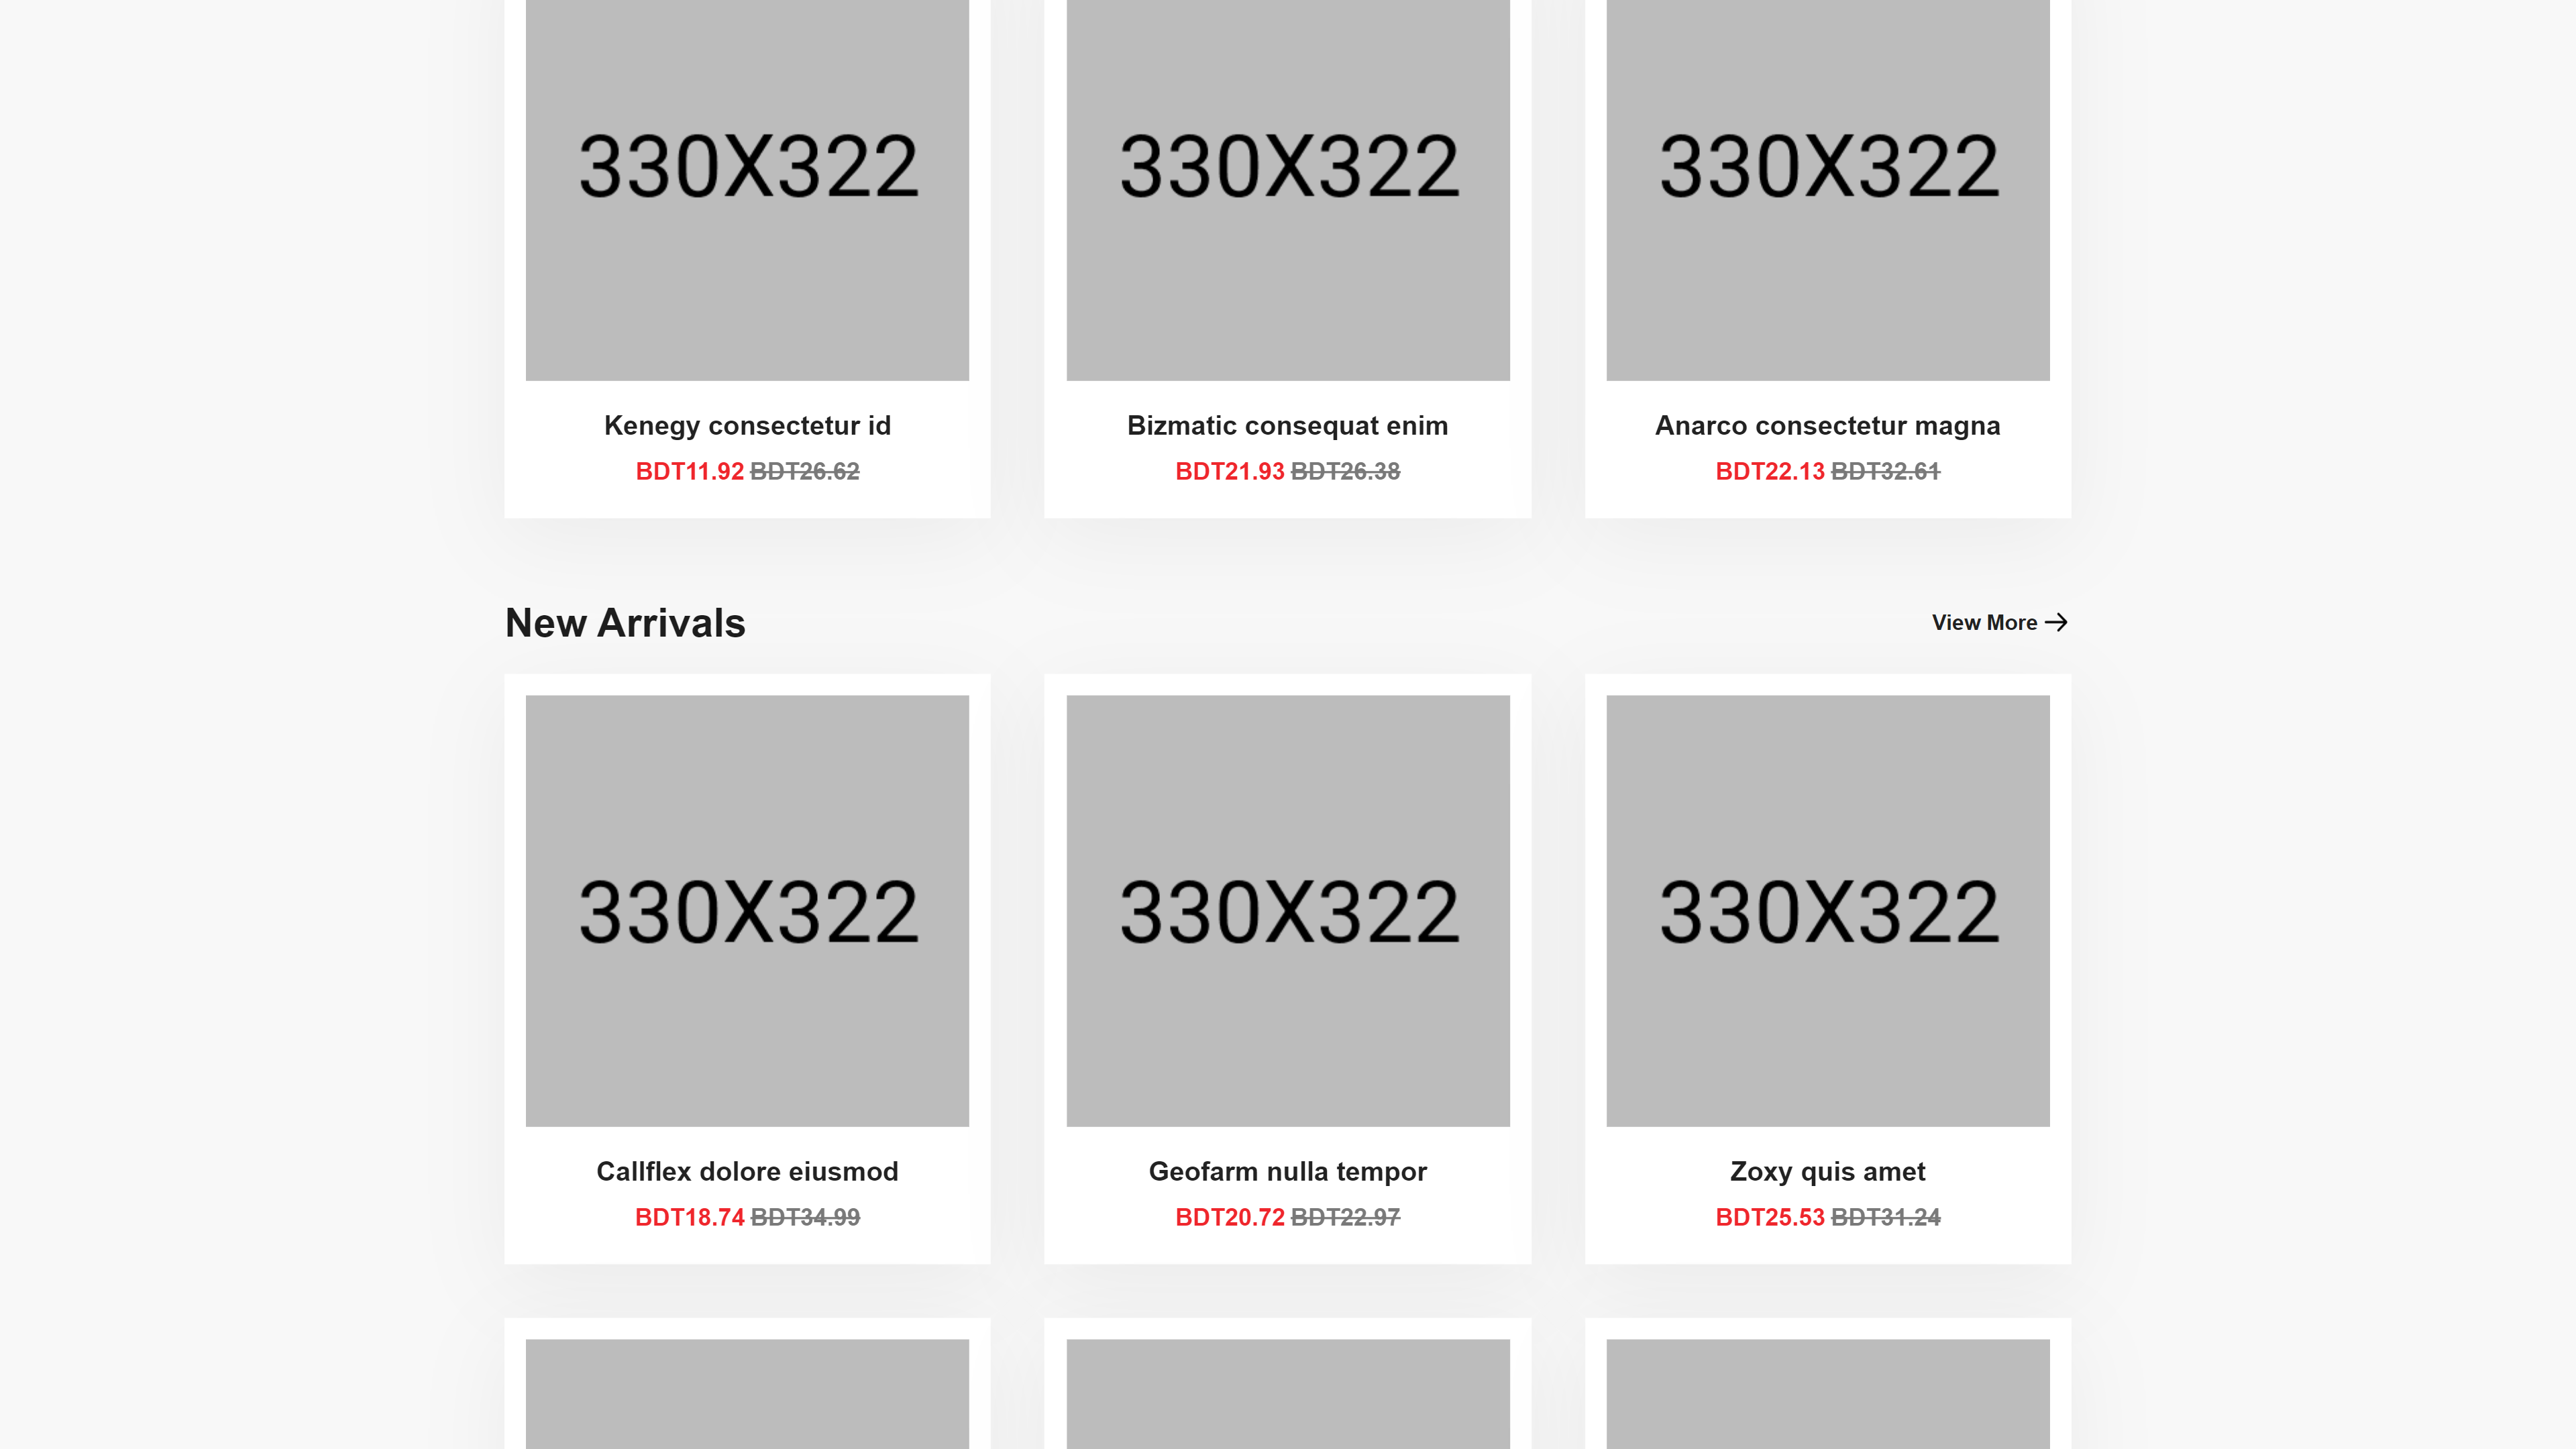 330X322
330X322
330X322
Kenegy consectetur id
BDT11.92 BDT26.62
Bizmatic consequat enim
BDT21.93 BDT26.38
Anarco consectetur magna
BDT22.13 BDT32.61
New Arrivals
View More
330X322
330X322
330X322
Callflex dolore eiusmod
BDT18.74 BDT34.99
Geofarm nulla tempor
BDT20.72 BDT22.97
Zoxy quis amet
BDT25.53 BDT31.24